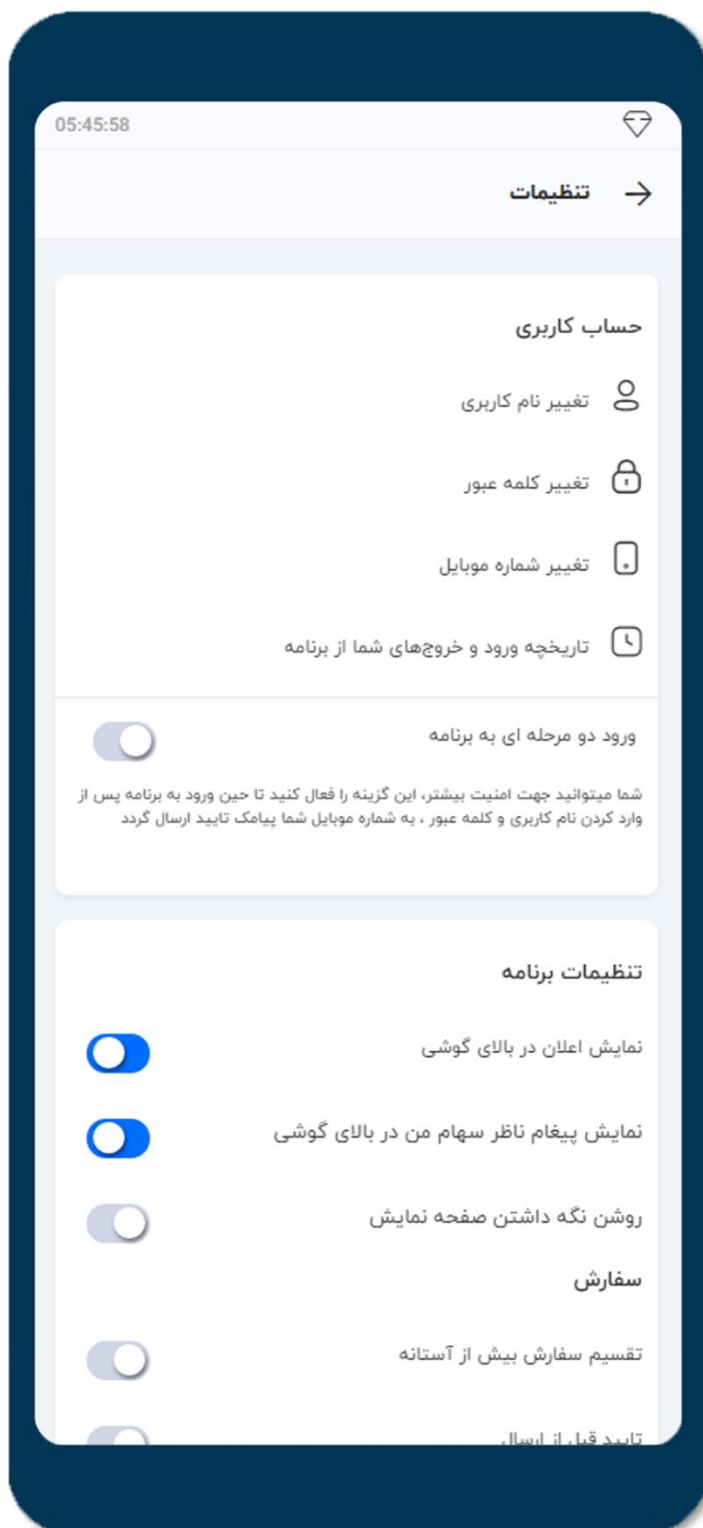 05:45:58
تنظیمات
حساب کاربری
تغییر نام کاربری
تغییر کلمه عبور
تغییر شماره موبایل
تاریخچه ورود و خروج‌های شما از برنامه
ورود دو مرحله ای به برنامه
شما میتوانید جهت امنیت بیشتر، این گزینه را فعال کنید تا حین ورود به برنامه پس از
وارد کردن نام کاربری و کلمه عبور ، به شماره موبایل شما پیامک تایید ارسال گردد
تنظیمات برنامه
نمایش اعلان در بالای گوشی
نمایش پیغام ناظر سهام من در بالای گوشی
روشن نگه داشتن صفحه نمایش
سفارش
تقسیم سفارش بیش از آستانه
تایید قبل از ارسال